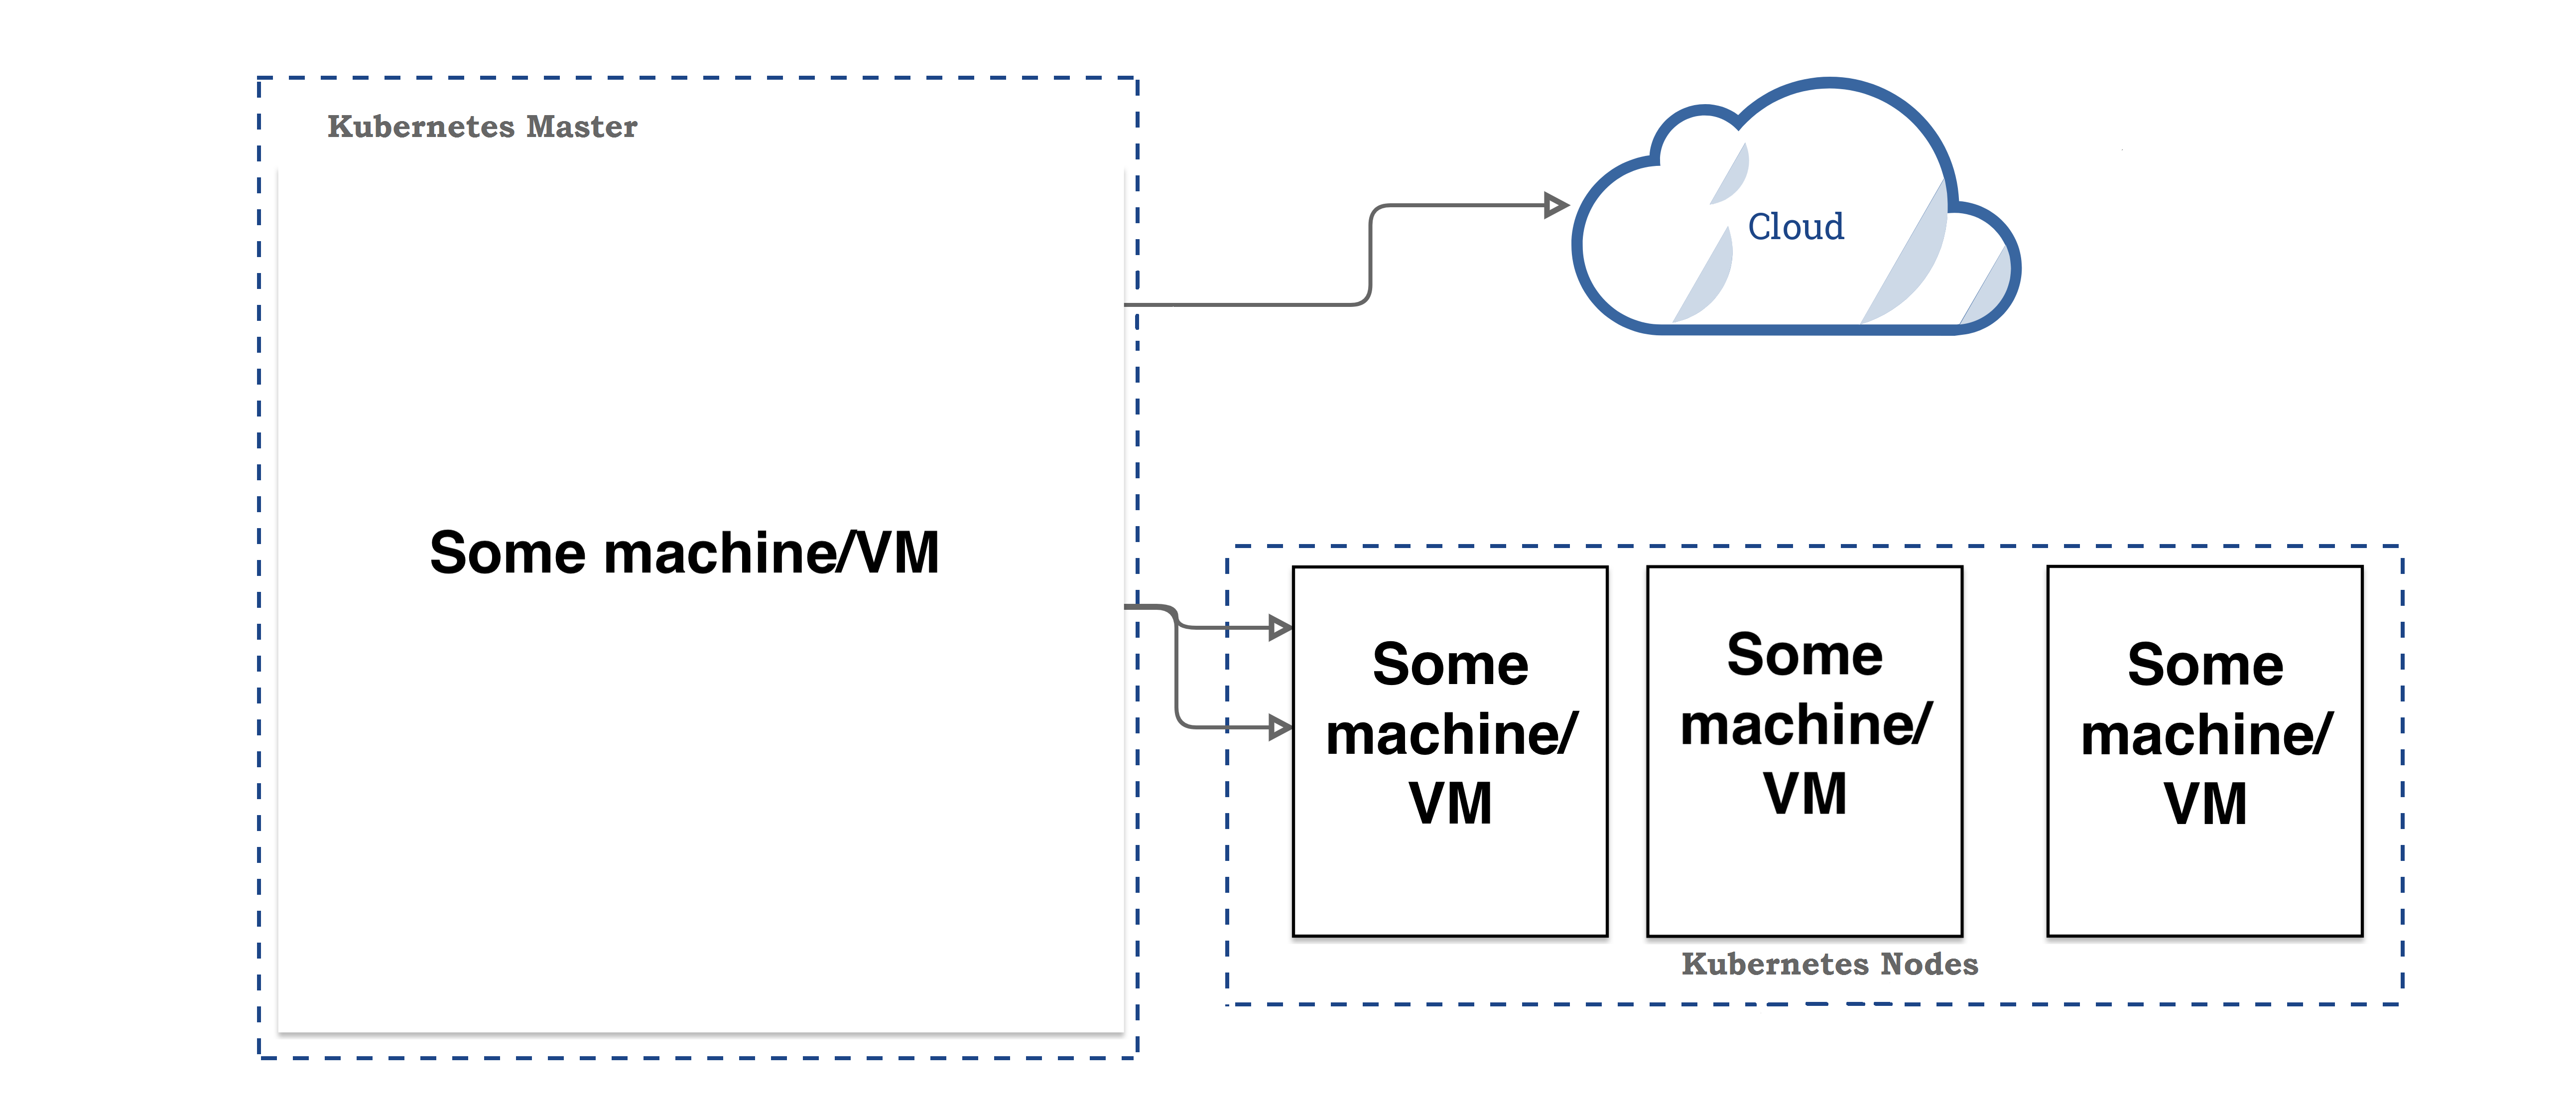 Kubernetes Master
Cloud
Some machine/VM
Some
machine/
VM
Some
machine/
VM
Some
machine/
VM
Kubernetes Nodes